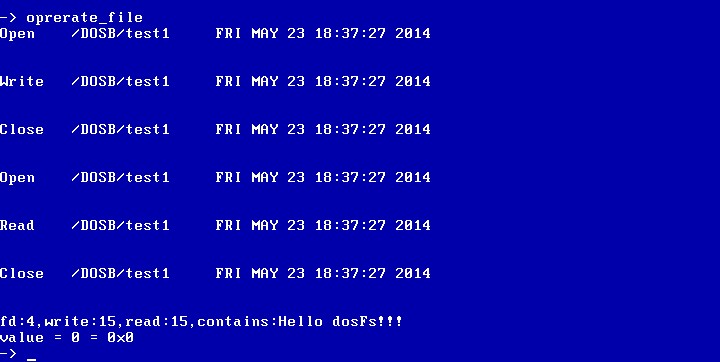 -> oprerate_file
Open /DOSB/test1 FRI MAY 23 18:37:27 2014
Write /DOSB/test1 FRI MAY 23 18:37:27 2014
Close /DOSB/test1 FRI MAY 23 18:37:27 2014
Open /DOSB/test1 FRI MAY 23 18:37:27 2014
Read /DOSB/test1 FRI MAY 23 18:37:27 2014
Close /DOSB/test1 FRI MAY 23 18:37:27 2014
fd:4,write:15,read:15,contains:Hello dosFs!!!
value = 0 = 0x0
-> _